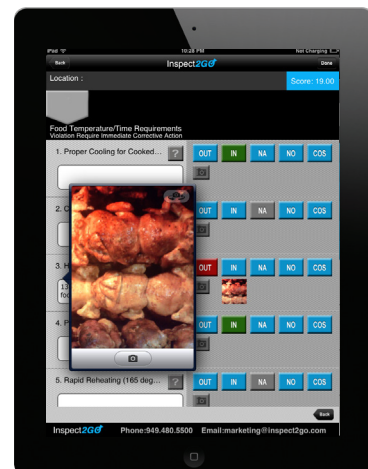 iPad 10:28 PM Not Charging
Back Inspect2GO Done
Location : Score: 19.00
Food Temperature/Time Requirements
Violation Require Immediate Corrective Action
1. Proper Cooling for Cooked... ? OUT IN NA NO COS
2. C OUT IN NA NO COS
3. H OUT IN NA NO COS
13
foo
4. P OUT IN NA NO COS
5. Rapid Reheating (165 deg... ? OUT IN NA NO COS
Back
Inspect2GO Phone:949.480.5500 Email:marketing@inspect2go.com